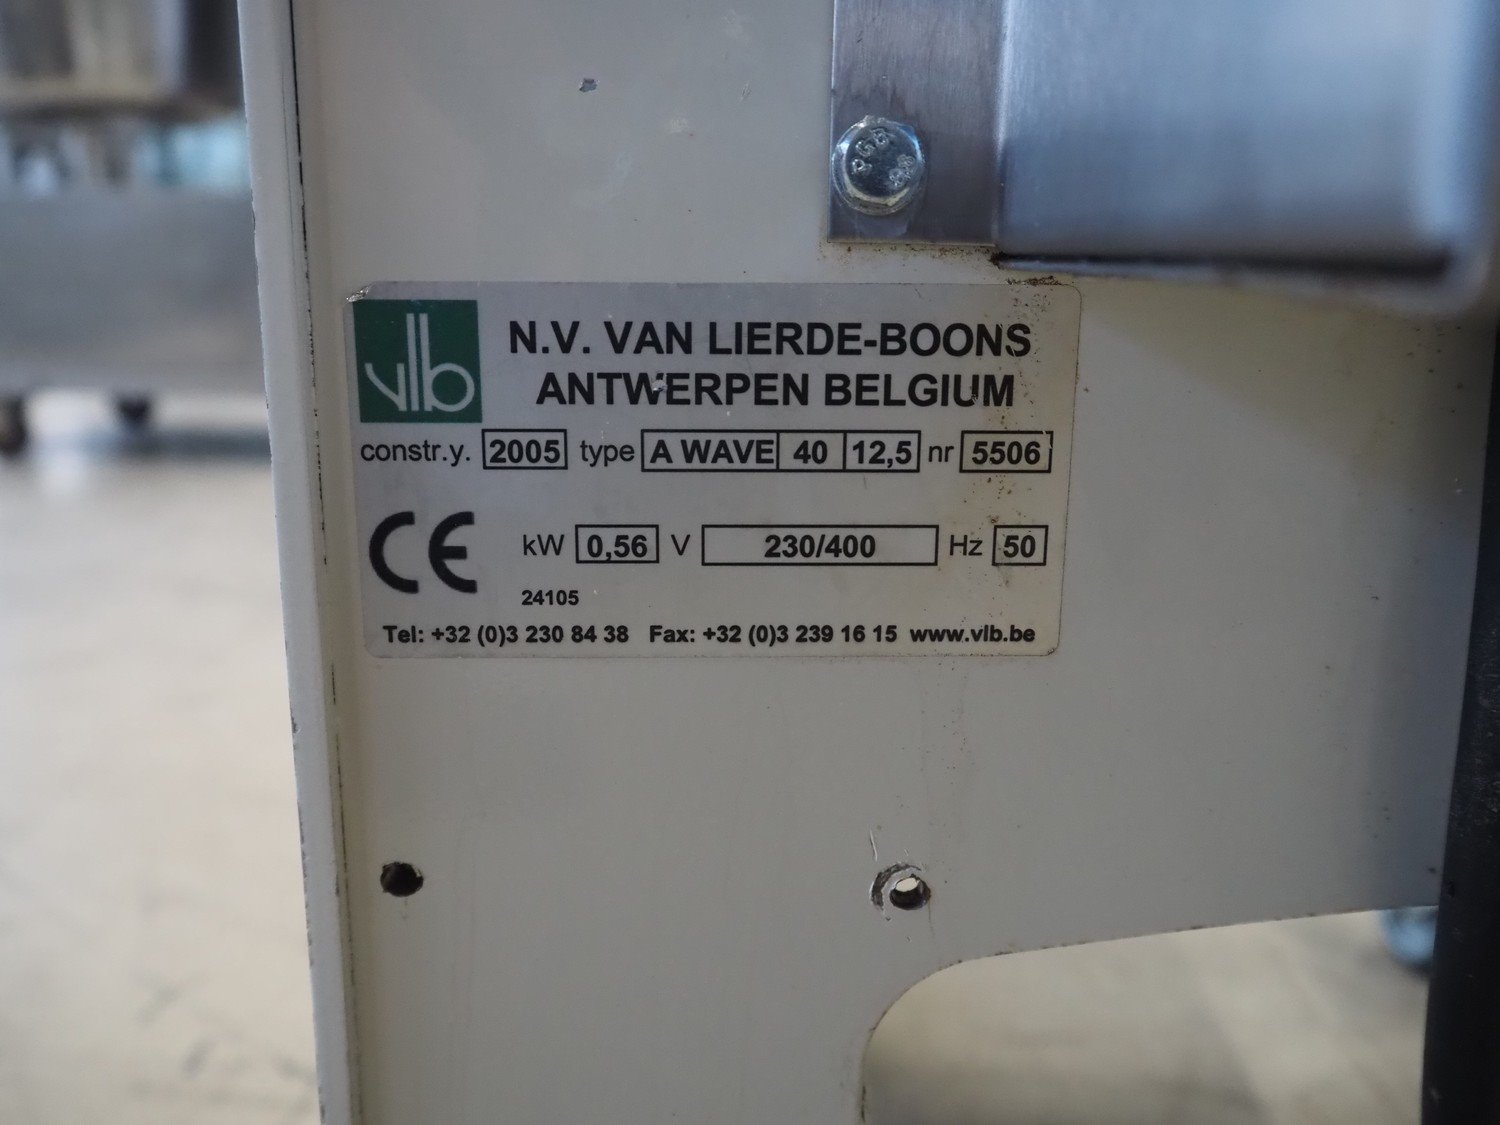 vlb
N.V. VAN LIERDE-BOONS
ANTWERPEN BELGIUM
constr.y. 2005 type A WAVE 40 12,5 nr 5506
CE kW 0,56 V 230/400 Hz 50
24105
Tel: +32 (0)3 230 84 38 Fax: +32 (0)3 239 16 15 www.vlb.be